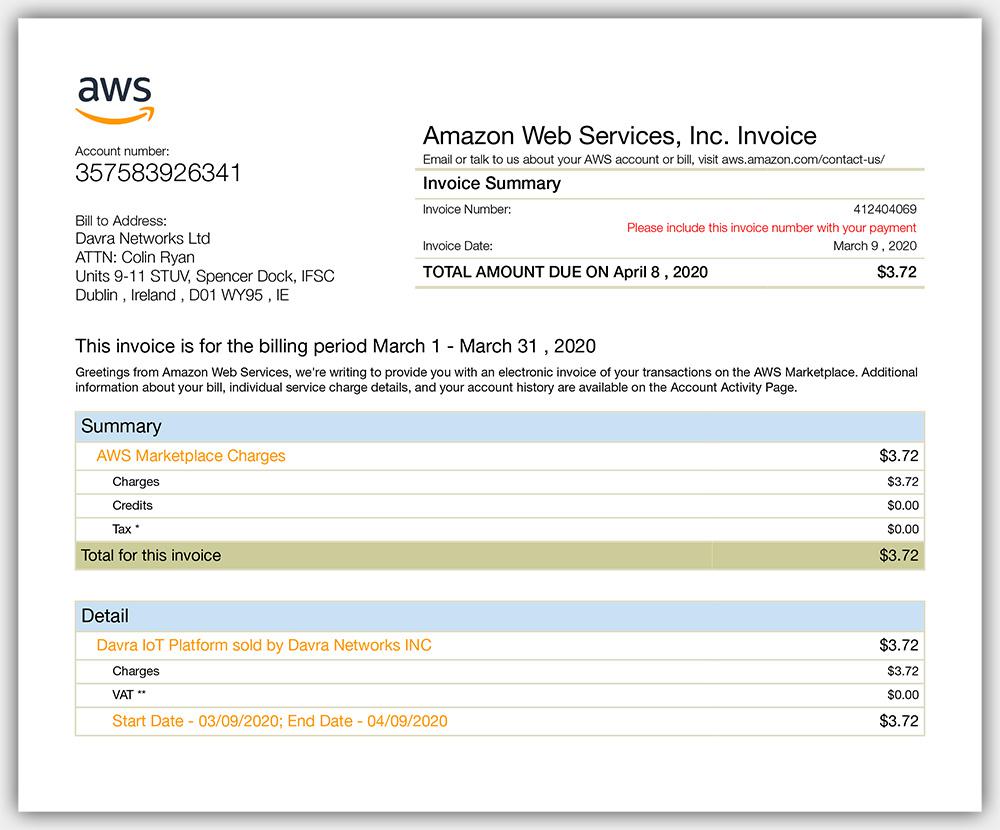 aws
Account number:
357583926341
Bill to Address:
Davra Networks Ltd
ATTN: Colin Ryan
Units 9-11 STUV, Spencer Dock, IFSC
Dublin , Ireland , D01 WY95 , IE
Amazon Web Services, Inc. Invoice
Email or talk to us about your AWS account or bill, visit aws.amazon.com/contact-us/
Invoice Summary
Invoice Number: 412404069
Please include this invoice number with your payment
Invoice Date: March 9 , 2020
TOTAL AMOUNT DUE ON April 8 , 2020 $3.72
This invoice is for the billing period March 1 - March 31 , 2020
Greetings from Amazon Web Services, we're writing to provide you with an electronic invoice of your transactions on the AWS Marketplace. Additional
information about your bill, individual service charge details, and your account history are available on the Account Activity Page.
Summary
AWS Marketplace Charges $3.72
Charges $3.72
Credits $0.00
Tax * $0.00
Total for this invoice $3.72
Detail
Davra IoT Platform sold by Davra Networks INC $3.72
Charges $3.72
VAT ** $0.00
Start Date - 03/09/2020; End Date - 04/09/2020 $3.72